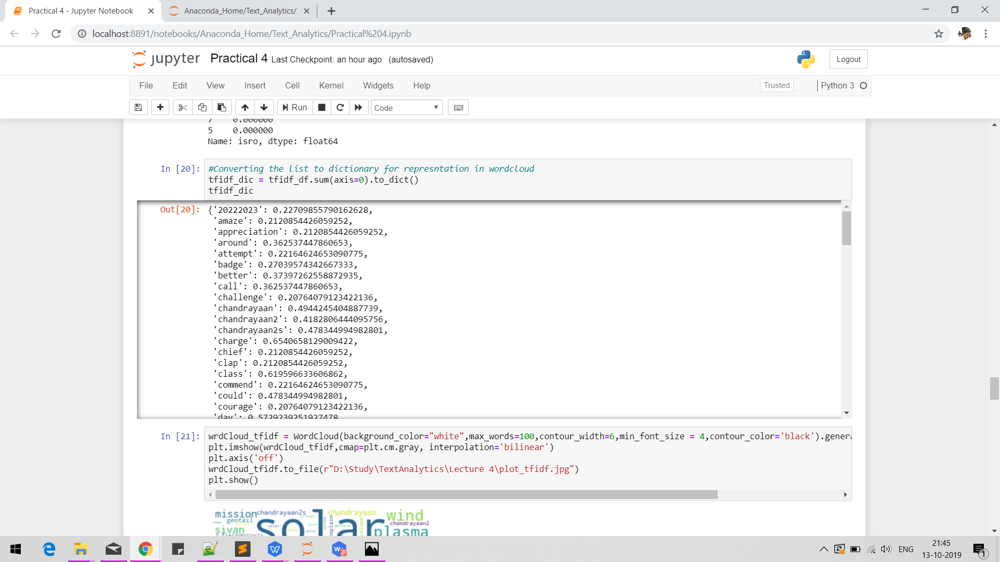 Practical 4 - Jupyter Notebook
Anaconda_Home/Text_Analytics/
localhost:8891/notebooks/Anaconda_Home/Text_Analytics/Practical%204.ipynb
jupyter Practical 4 Last Checkpoint: an hour ago (autosaved)
Logout
File Edit View Insert Cell Kernel Widgets Help
Trusted
Python 3
Run
Code
7 0.000000
5 0.000000
Name: isro, dtype: float64
In [20]: #Converting the list to dictionary for represntation in wordcloud
tfidf_dic = tfidf_df.sum(axis=0).to_dict()
tfidf_dic
Out[20]: {'20222023': 0.22709855790162628,
'amaze': 0.2120854426059252,
'appreciation': 0.2120854426059252,
'around': 0.362537447860653,
'attempt': 0.22164624653090775,
'badge': 0.27039574342667333,
'better': 0.37397262558872935,
'call': 0.362537447860653,
'challenge': 0.20764079123422136,
'chandrayaan': 0.4944245404887739,
'chandrayaan2': 0.4182806444095756,
'chandrayaan2s': 0.478344994982801,
'charge': 0.6540658129009422,
'chief': 0.2120854426059252,
'clap': 0.2120854426059252,
'class': 0.619596633606862,
'commend': 0.22164624653090775,
'could': 0.478344994982801,
'courage': 0.20764079123422136,
'day': 0.5729239251927478
In [21]: wrdCloud_tfidf = WordCloud(background_color="white",max_words=100,contour_width=6,min_font_size = 4,contour_color='black').genera
plt.imshow(wrdCloud_tfidf,cmap=plt.cm.gray, interpolation='bilinear')
plt.axis('off')
wrdCloud_tfidf.to_file(r"D:\Study\TextAnalytics\Lecture 4\plot_tfidf.jpg")
plt.show()
mission chandrayaan2s chandrayaan wind
geotail solar chandrayaan2
sivan explain plasma
ENG
21:45
13-10-2019
1